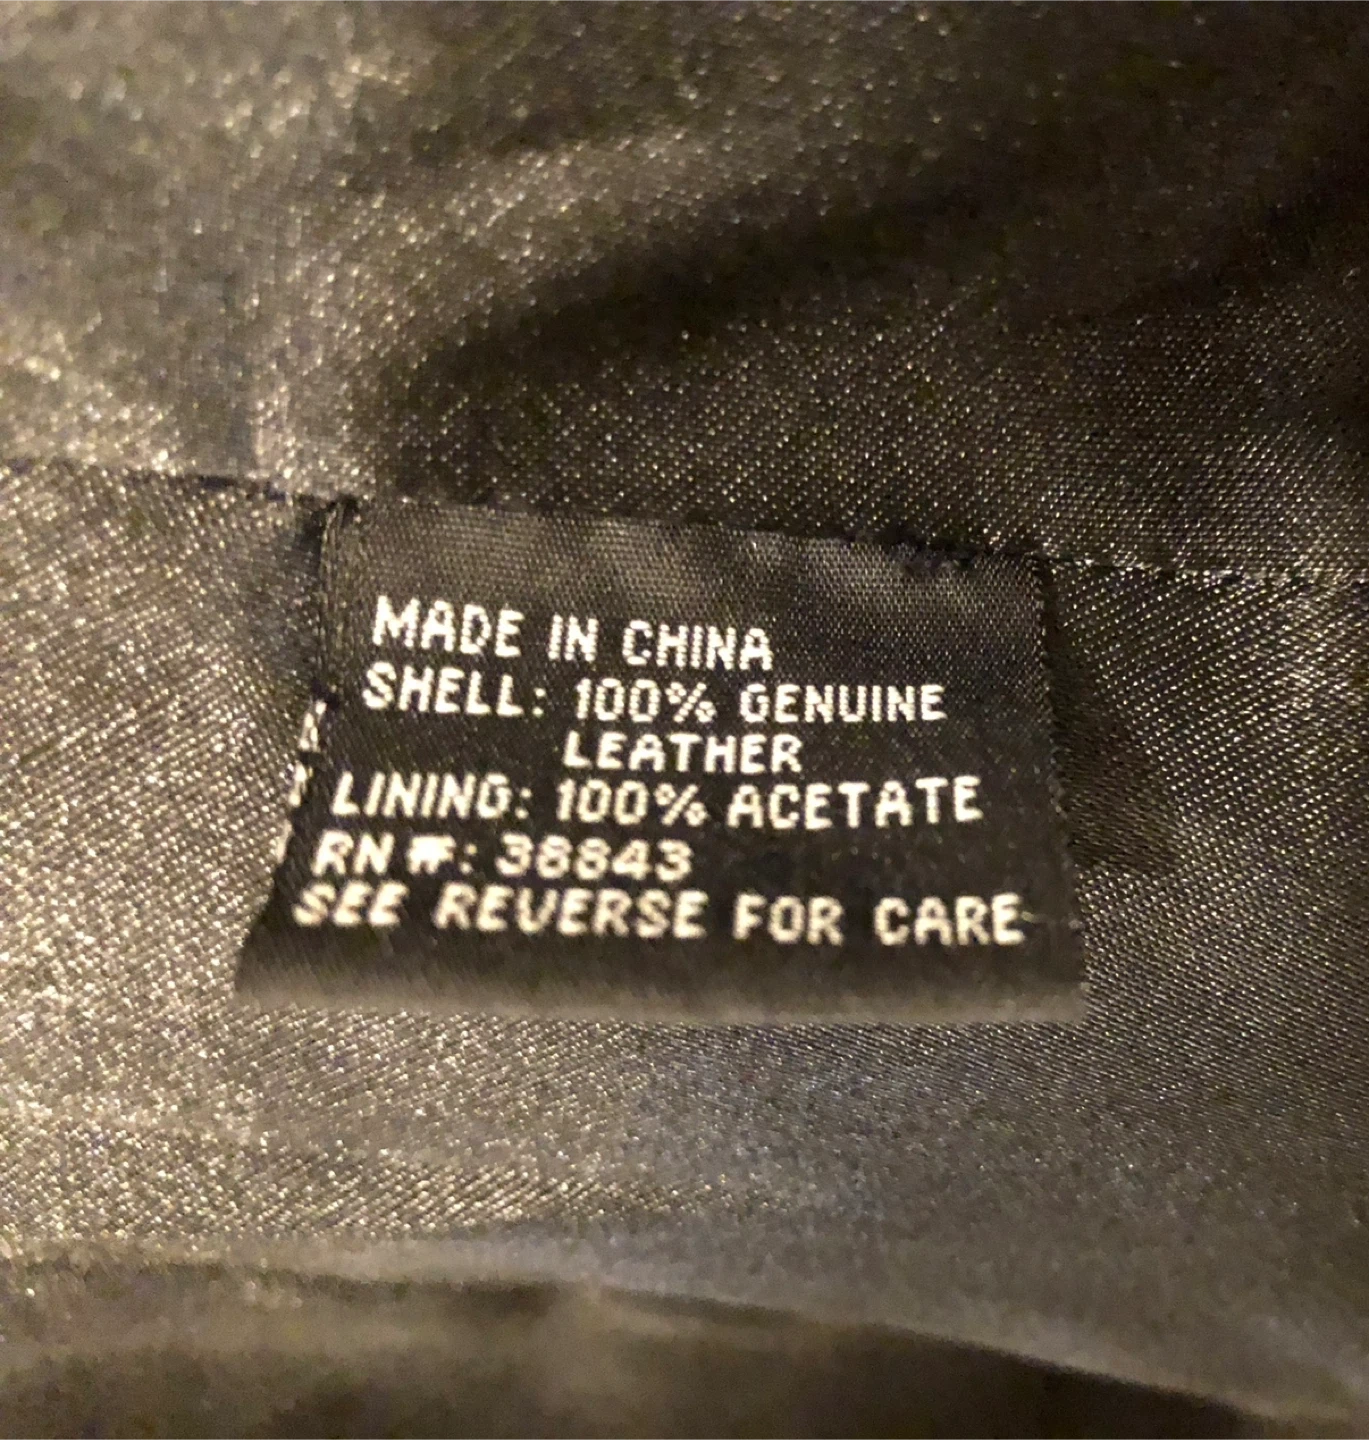 MADE IN CHINA
SHELL: 100% GENUINE
LEATHER
LINING: 100% ACETATE
RN #: 38843
SEE REVERSE FOR CARE